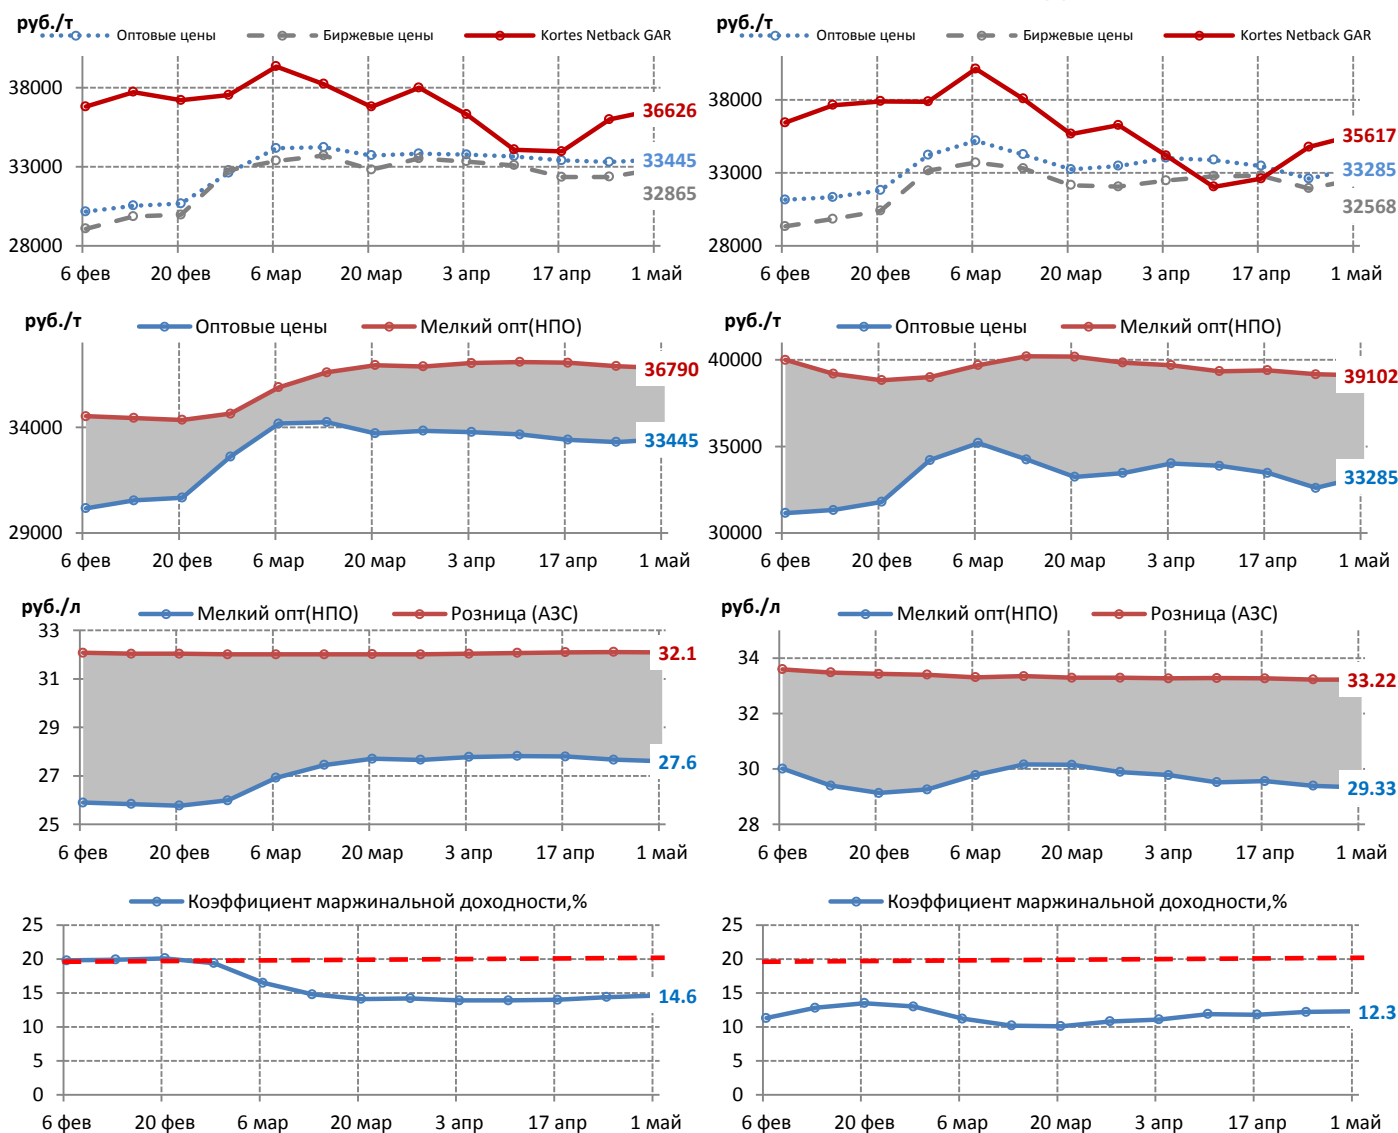 руб./т
Оптовые цены Биржевые цены Kortes Netback GAR
38000
33000
28000
36626
33445
32865
6 фев 20 фев 6 мар 20 мар 3 апр 17 апр 1 май
руб./т
Оптовые цены Биржевые цены Kortes Netback GAR
38000
33000
28000
35617
33285
32568
6 фев 20 фев 6 мар 20 мар 3 апр 17 апр 1 май
руб./т
Оптовые цены Мелкий опт(НПО)
34000
29000
36790
33445
6 фев 20 фев 6 мар 20 мар 3 апр 17 апр 1 май
руб./т
Оптовые цены Мелкий опт(НПО)
40000
35000
30000
39102
33285
6 фев 20 фев 6 мар 20 мар 3 апр 17 апр 1 май
руб./л
Мелкий опт(НПО) Розница (АЗС)
33
31
29
27
25
32.1
27.6
6 фев 20 фев 6 мар 20 мар 3 апр 17 апр 1 май
руб./л
Мелкий опт(НПО) Розница (АЗС)
34
32
30
28
33.22
29.33
6 фев 20 фев 6 мар 20 мар 3 апр 17 апр 1 май
Коэффициент маржинальной доходности,%
25
20
15
10
5
0
14.6
6 фев 20 фев 6 мар 20 мар 3 апр 17 апр 1 май
Коэффициент маржинальной доходности,%
25
20
15
10
5
0
12.3
6 фев 20 фев 6 мар 20 мар 3 апр 17 апр 1 май